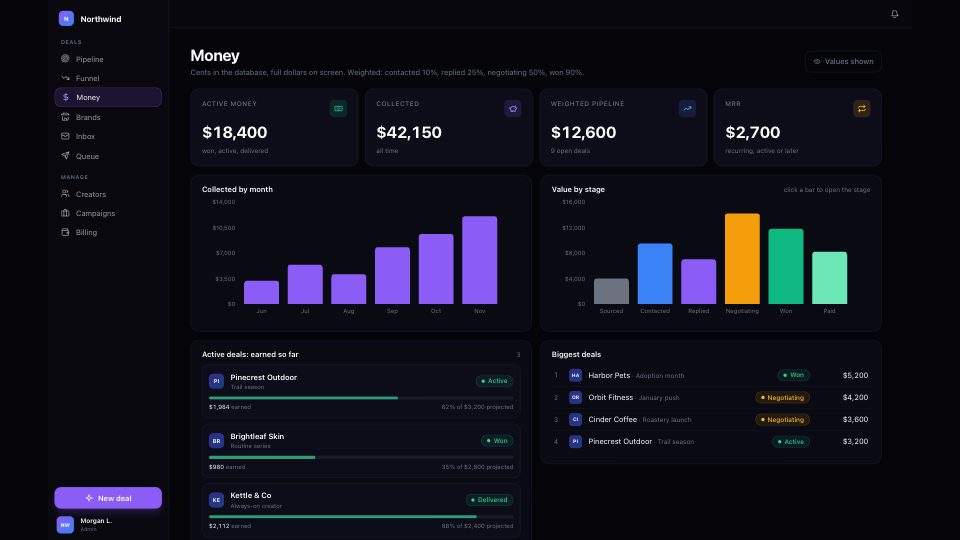 N Northwind
DEALS
Pipeline
Funnel
Money
Brands
Inbox
Queue
MANAGE
Creators
Campaigns
Billing
New deal
NW Morgan L.
Admin
Money
Cents in the database, full dollars on screen. Weighted: contacted 10%, replied 25%, negotiating 50%, won 90%.
Values shown
ACTIVE MONEY
$18,400
won, active, delivered
COLLECTED
$42,150
all time
WEIGHTED PIPELINE
$12,600
9 open deals
MRR
$2,700
recurring, active or later
Collected by month
$14,000
$10,500
$7,000
$3,500
$0
Jun Jul Aug Sep Oct Nov
Value by stage
click a bar to open the stage
$16,000
$12,000
$8,000
$4,000
$0
Sourced Contacted Replied Negotiating Won Paid
Active deals: earned so far 3
PI Pinecrest Outdoor Active
Trail season
$1,984 earned 62% of $3,200 projected
BR Brightleaf Skin Won
Routine series
$980 earned 35% of $2,800 projected
KE Kettle & Co Delivered
Always-on creator
$2,112 earned 88% of $2,400 projected
Biggest deals
1 HA Harbor Pets · Adoption month Won $5,200
2 OR Orbit Fitness · January push Negotiating $4,200
3 CI Cinder Coffee · Roastery launch Negotiating $3,600
4 PI Pinecrest Outdoor · Trail season Active $3,200